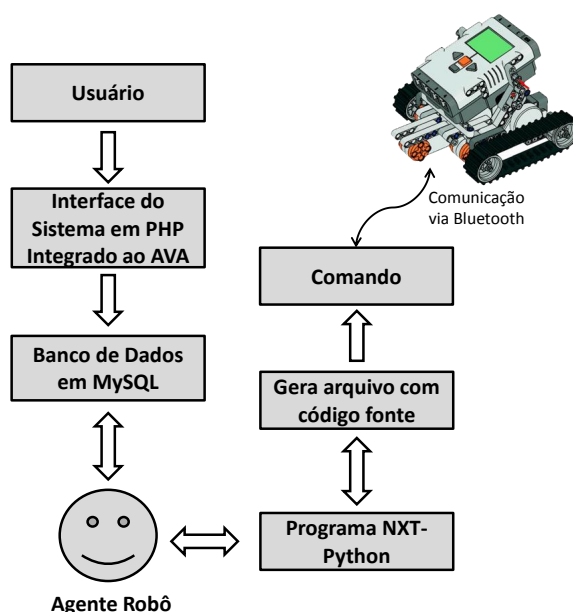 Usuário
Interface do
Sistema em PHP
Integrado ao AVA
Banco de Dados
em MySQL
Agente Robô
Programa NXT-
Python
Gera arquivo com
código fonte
Comando
Comunicação
via Bluetooth